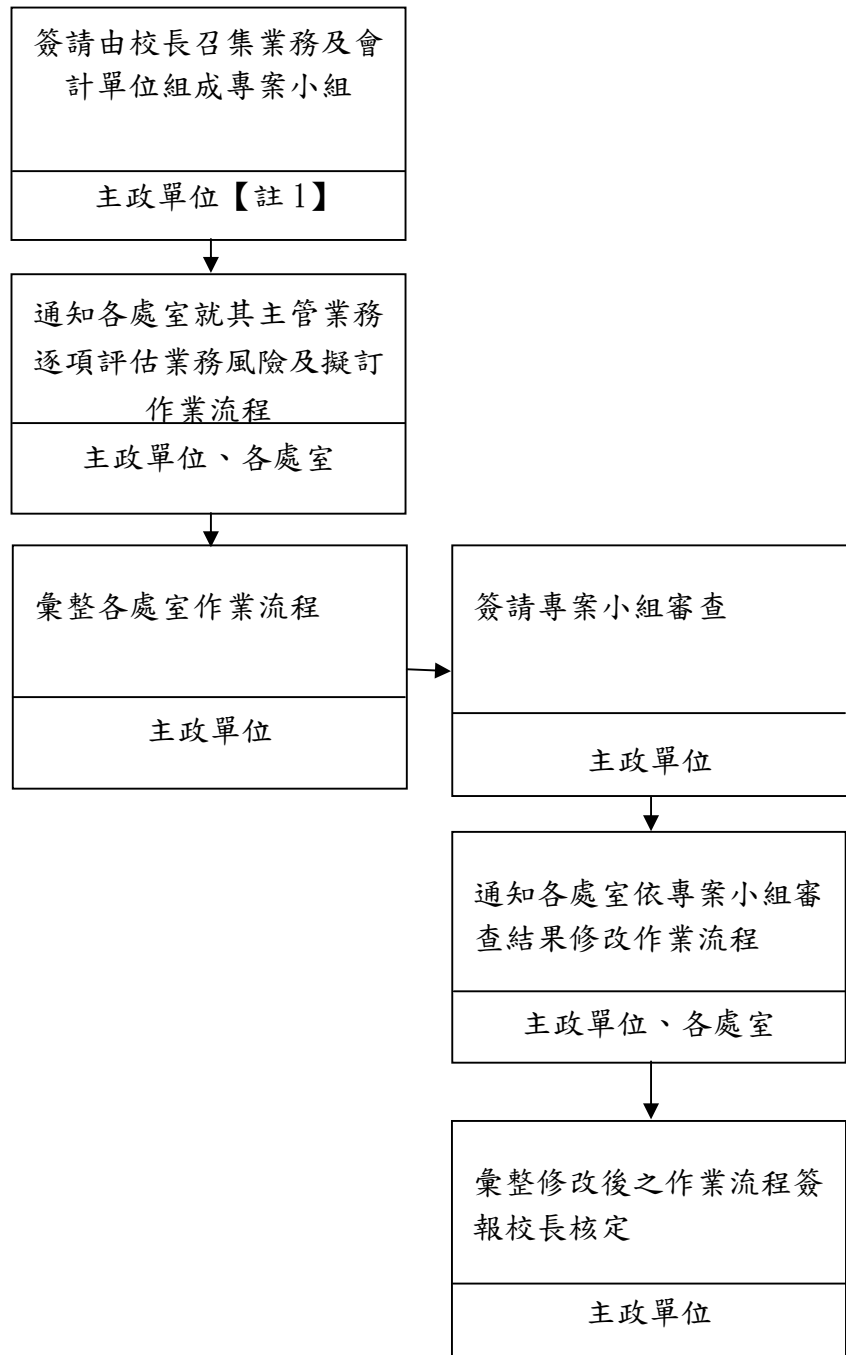 簽請由校長召集業務及會
計單位組成專案小組
主政單位【註1】
通知各處室就其主管業務
逐項評估業務風險及擬訂
作業流程
主政單位、各處室
彙整各處室作業流程
主政單位
簽請專案小組審查
主政單位
通知各處室依專案小組審
查結果修改作業流程
主政單位、各處室
彙整修改後之作業流程簽
報校長核定
主政單位